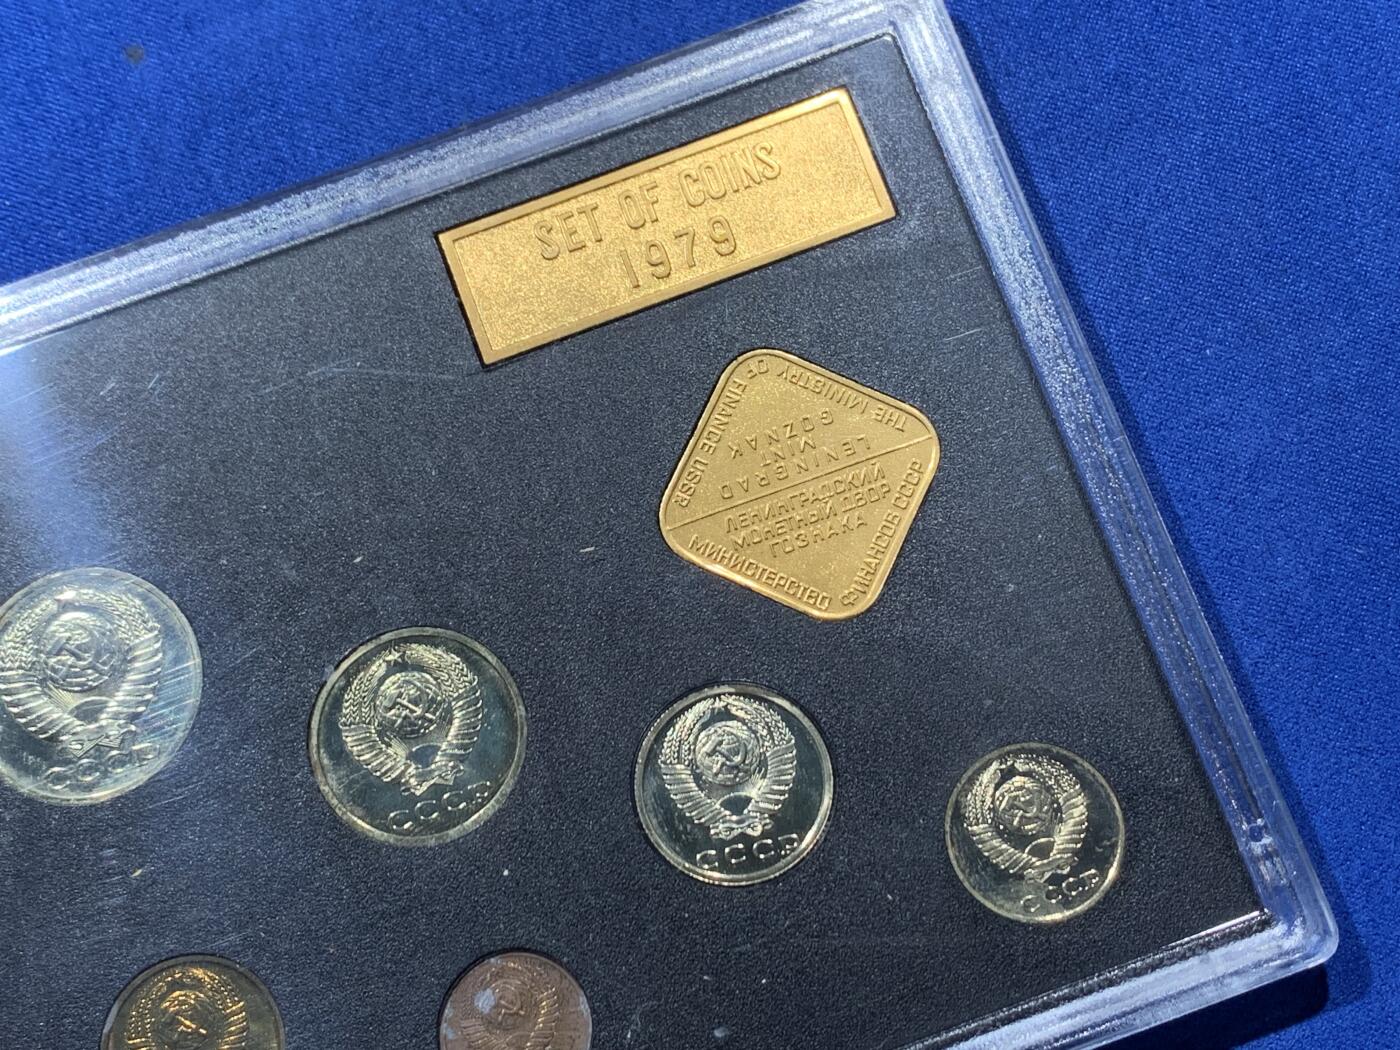 SET OF COINS
1979
THE MINISTRY OF FINANCE USSR
LENINGRAD
MINT
GOZNAK
ЛЕНИНГРАДСКИЙ
МОНЕТНЫЙ ДВОР
ГОЗНАКА
МИНИСТЕРСТВО ФИНАНСОВ СССР
СССР
СССР
СССР
СССР